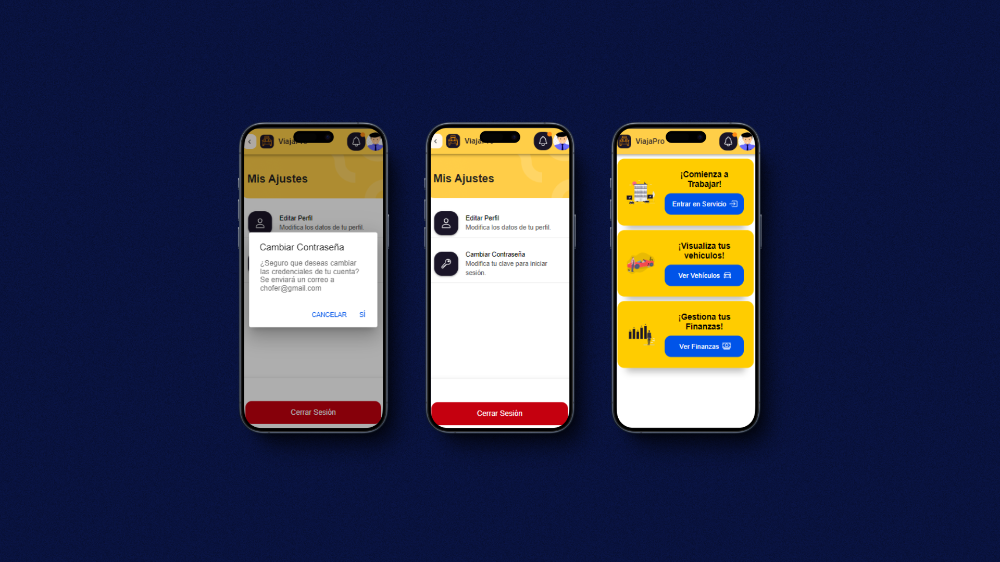 Viaja
Mis Ajustes
Editar Perfil
Modifica los datos de tu perfil.
Cambiar Contraseña
¿Seguro que deseas cambiar
las credenciales de tu cuenta?
Se enviará un correo a
chofer@gmail.com
CANCELAR SÍ
Cerrar Sesión
Viaja
Mis Ajustes
Editar Perfil
Modifica los datos de tu perfil.
Cambiar Contraseña
Modifica tu clave para iniciar
sesión.
Cerrar Sesión
ViajaPro
¡Comienza a
Trabajar!
Entrar en Servicio
¡Visualiza tus
vehículos!
Ver Vehículos
¡Gestiona tus
Finanzas!
Ver Finanzas